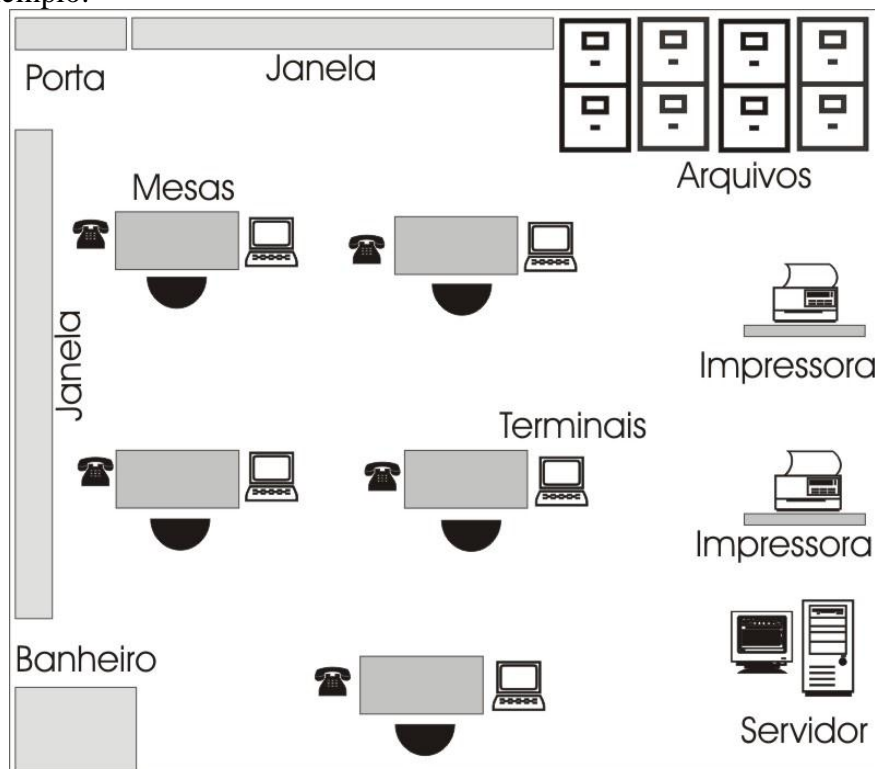 Porta
Janela
Arquivos
Mesas
Janela
Impressora
Terminais
Impressora
Banheiro
Servidor